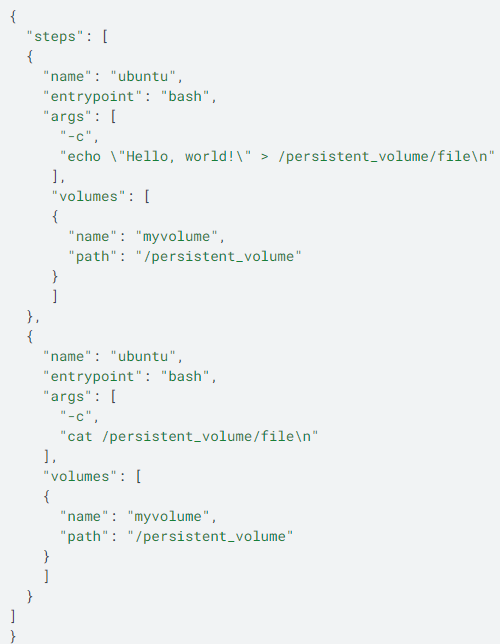 {
  "steps": [
  {
    "name": "ubuntu",
    "entrypoint": "bash",
    "args": [
      "-c",
      "echo \"Hello, world!\" > /persistent_volume/file\n"
     ],
     "volumes": [
     {
       "name": "myvolume",
       "path": "/persistent_volume"
     }
     ]
  },
  {
    "name": "ubuntu",
    "entrypoint": "bash",
    "args": [
      "-c",
      "cat /persistent_volume/file\n"
    ],
    "volumes": [
    {
      "name": "myvolume",
      "path": "/persistent_volume"
    }
    ]
  }
]
}